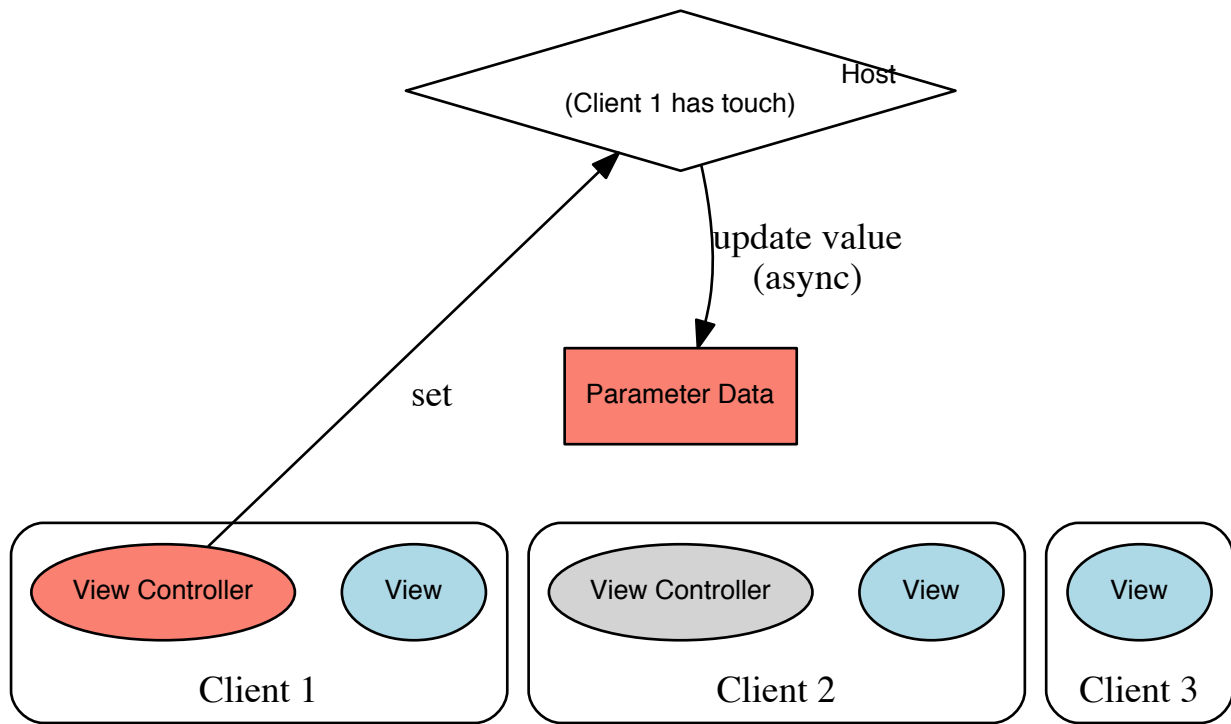 Host
(Client 1 has touch)
update value
(async)
set
Parameter Data
View Controller
View
View Controller
View
View
Client 1
Client 2
Client 3